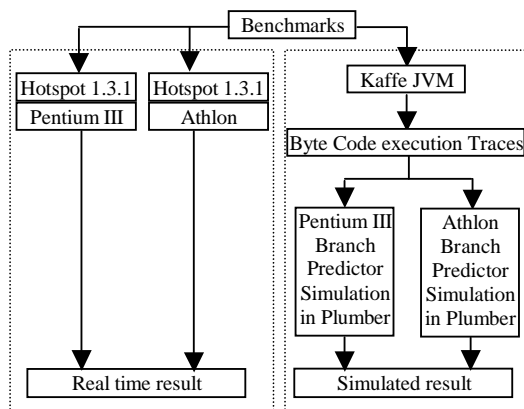 Benchmarks
Hotspot 1.3.1
Pentium III
Hotspot 1.3.1
Athlon
Kaffe JVM
Byte Code execution Traces
Pentium III
Branch
Predictor
Simulation
in Plumber
Athlon
Branch
Predictor
Simulation
in Plumber
Real time result
Simulated result